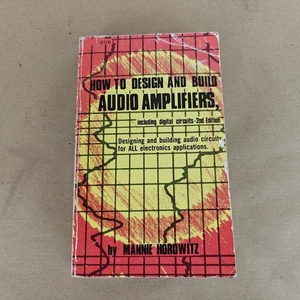 HOW TO DESIGN AND BUILD
AUDIO AMPLIFIERS,
including digital circuits-2nd Edition
Designing and building audio circuits
for ALL electronics applications.
by MANNIE HOROWITZ